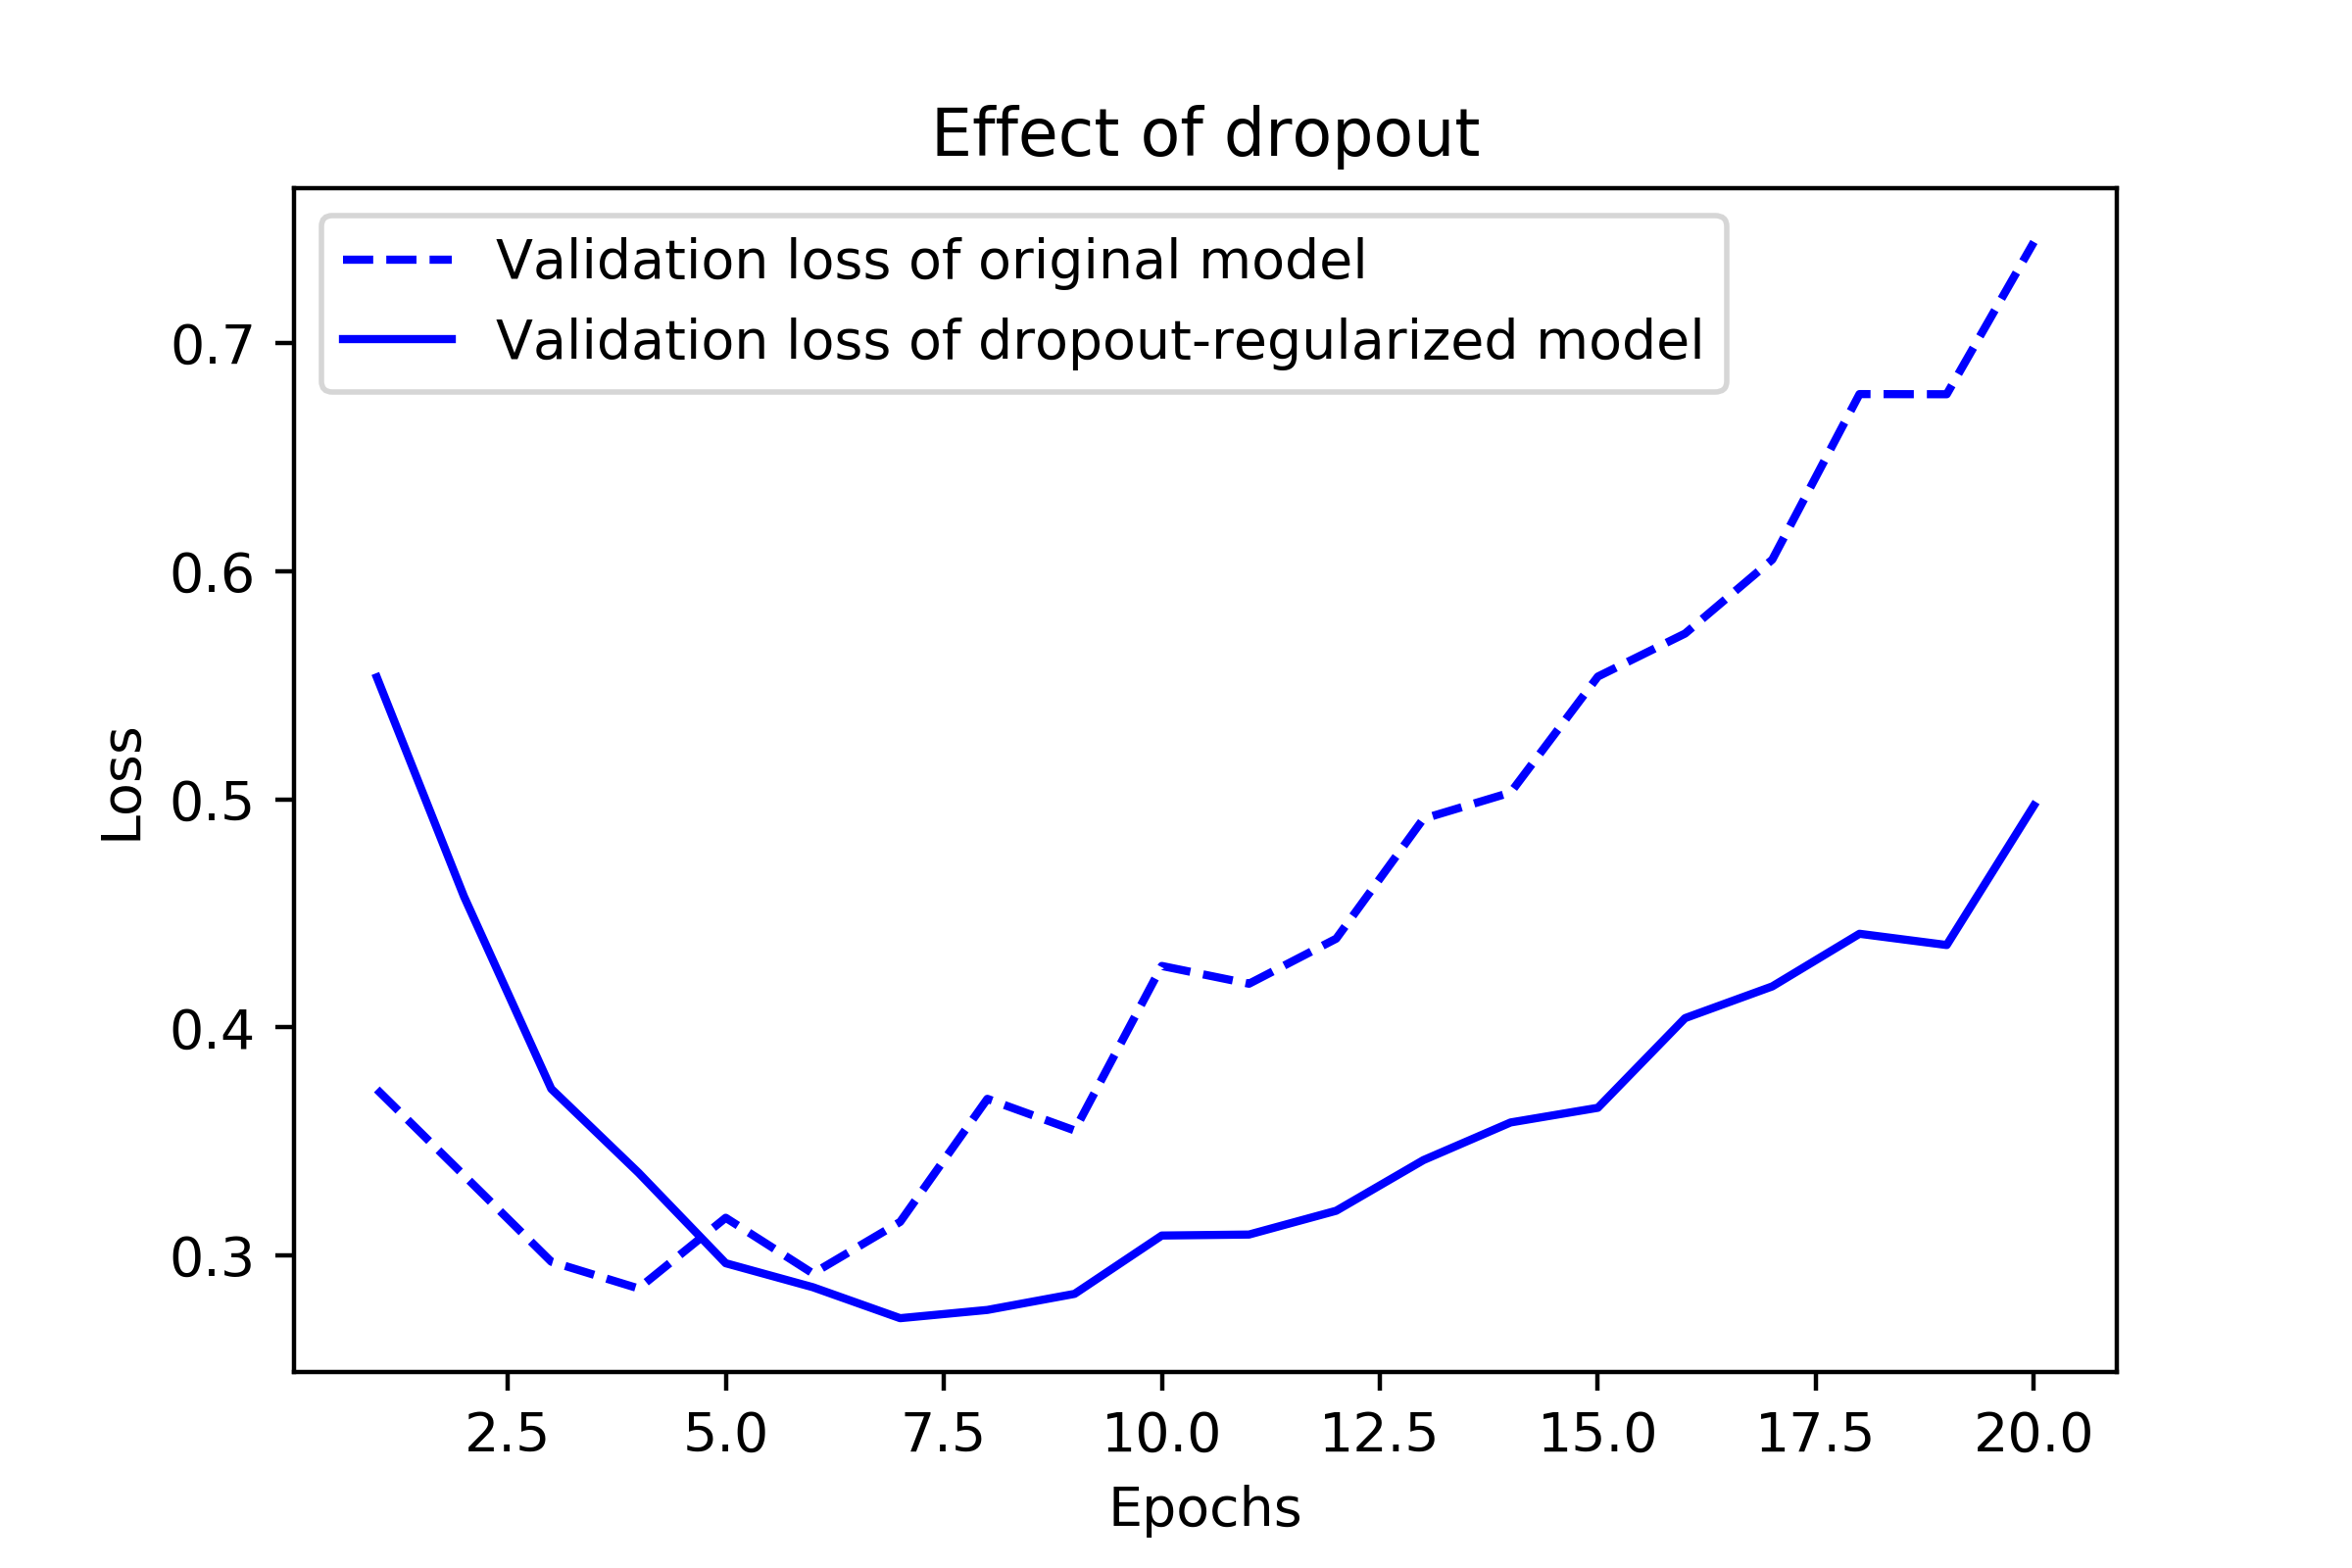 Effect of dropout
Validation loss of original model
Validation loss of dropout-regularized model
0.7
0.6
0.5
0.4
0.3
Loss
2.5 5.0 7.5 10.0 12.5 15.0 17.5 20.0
Epochs